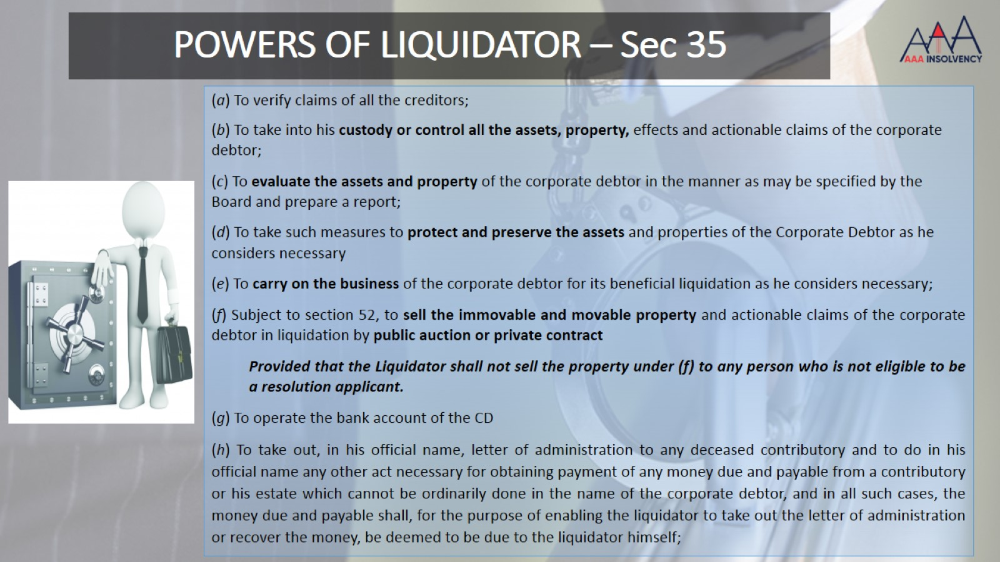 POWERS OF LIQUIDATOR – Sec 35
AAA INSOLVENCY
(a) To verify claims of all the creditors;
(b) To take into his custody or control all the assets, property, effects and actionable claims of the corporate
debtor;
(c) To evaluate the assets and property of the corporate debtor in the manner as may be specified by the
Board and prepare a report;
(d) To take such measures to protect and preserve the assets and properties of the Corporate Debtor as he
considers necessary
(e) To carry on the business of the corporate debtor for its beneficial liquidation as he considers necessary;
(f) Subject to section 52, to sell the immovable and movable property and actionable claims of the corporate
debtor in liquidation by public auction or private contract
Provided that the Liquidator shall not sell the property under (f) to any person who is not eligible to be
a resolution applicant.
(g) To operate the bank account of the CD
(h) To take out, in his official name, letter of administration to any deceased contributory and to do in his
official name any other act necessary for obtaining payment of any money due and payable from a contributory
or his estate which cannot be ordinarily done in the name of the corporate debtor, and in all such cases, the
money due and payable shall, for the purpose of enabling the liquidator to take out the letter of administration
or recover the money, be deemed to be due to the liquidator himself;